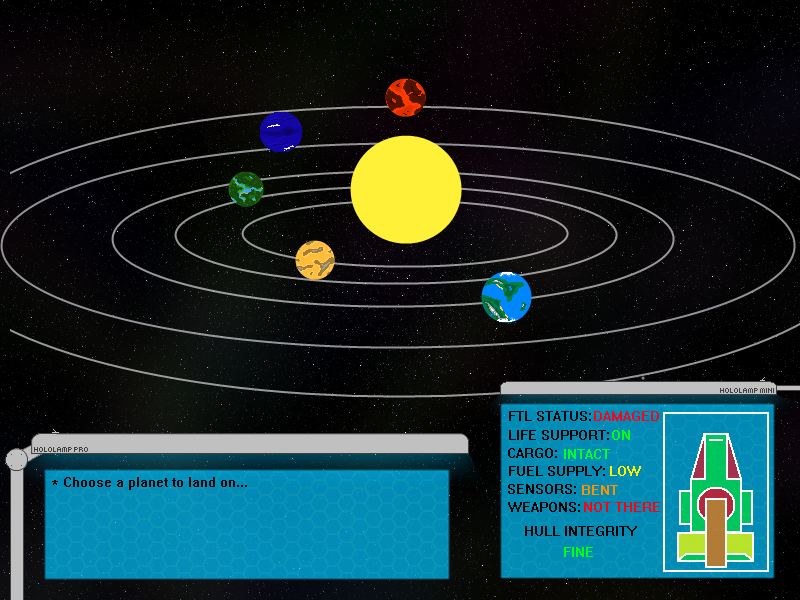 HOLOLAMP MINI
FTL STATUS:DAMAGED
LIFE SUPPORT:ON
CARGO: INTACT
FUEL SUPPLY: LOW
SENSORS: BENT
WEAPONS:NOT THERE
HULL INTEGRITY
FINE
HOLOLAMP PRO
* Choose a planet to land on...